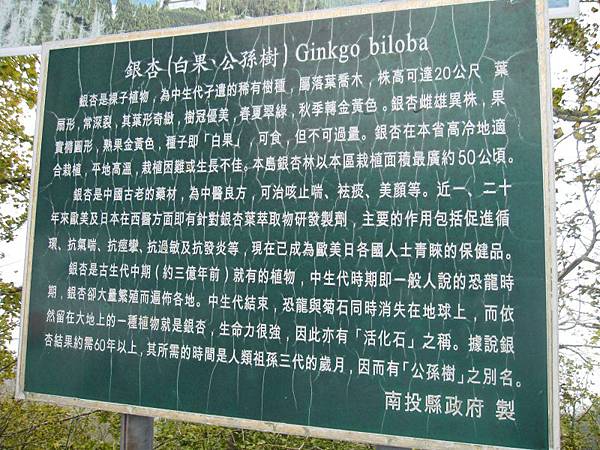 銀杏(白果、公孫樹) Ginkgo biloba
銀杏是裸子植物，為中生代孑遺的稀有樹種，屬落葉喬木，株高可達20公尺 葉
扇形，常深裂，其葉形奇緻，樹冠優美，春夏翠綠，秋季轉金黃色。銀杏雌雄異株，果
實橢圓形，熟果金黃色，種子即「白果」，可食，但不可過量。銀杏在本省高冷地適
合栽植，平地高溫，栽植困難或生長不佳。本島銀杏林以本區栽植面積最廣約50公頃。
銀杏是中國古老的藥材，為中醫良方，可治咳止喘、袪痰、美顏等。近一、二十
年來歐美及日本在西醫方面即有針對銀杏葉萃取物研發製劑，主要的作用包括促進循
環、抗氣喘、抗痙攣、抗過敏及抗發炎等，現在已成為歐美日各國人士青睞的保健品。
銀杏是古生代中期（約三億年前）就有的植物，中生代時期即一般人說的恐龍時
期，銀杏卻大量繁殖而遍佈各地。中生代結束，恐龍與菊石同時消失在地球上，而依
然留在大地上的一種植物就是銀杏，生命力很強，因此亦有「活化石」之稱。據說銀
杏結果約需60年以上，其所需的時間是人類祖孫三代的歲月，因而有「公孫樹」之別名。
南投縣政府 製